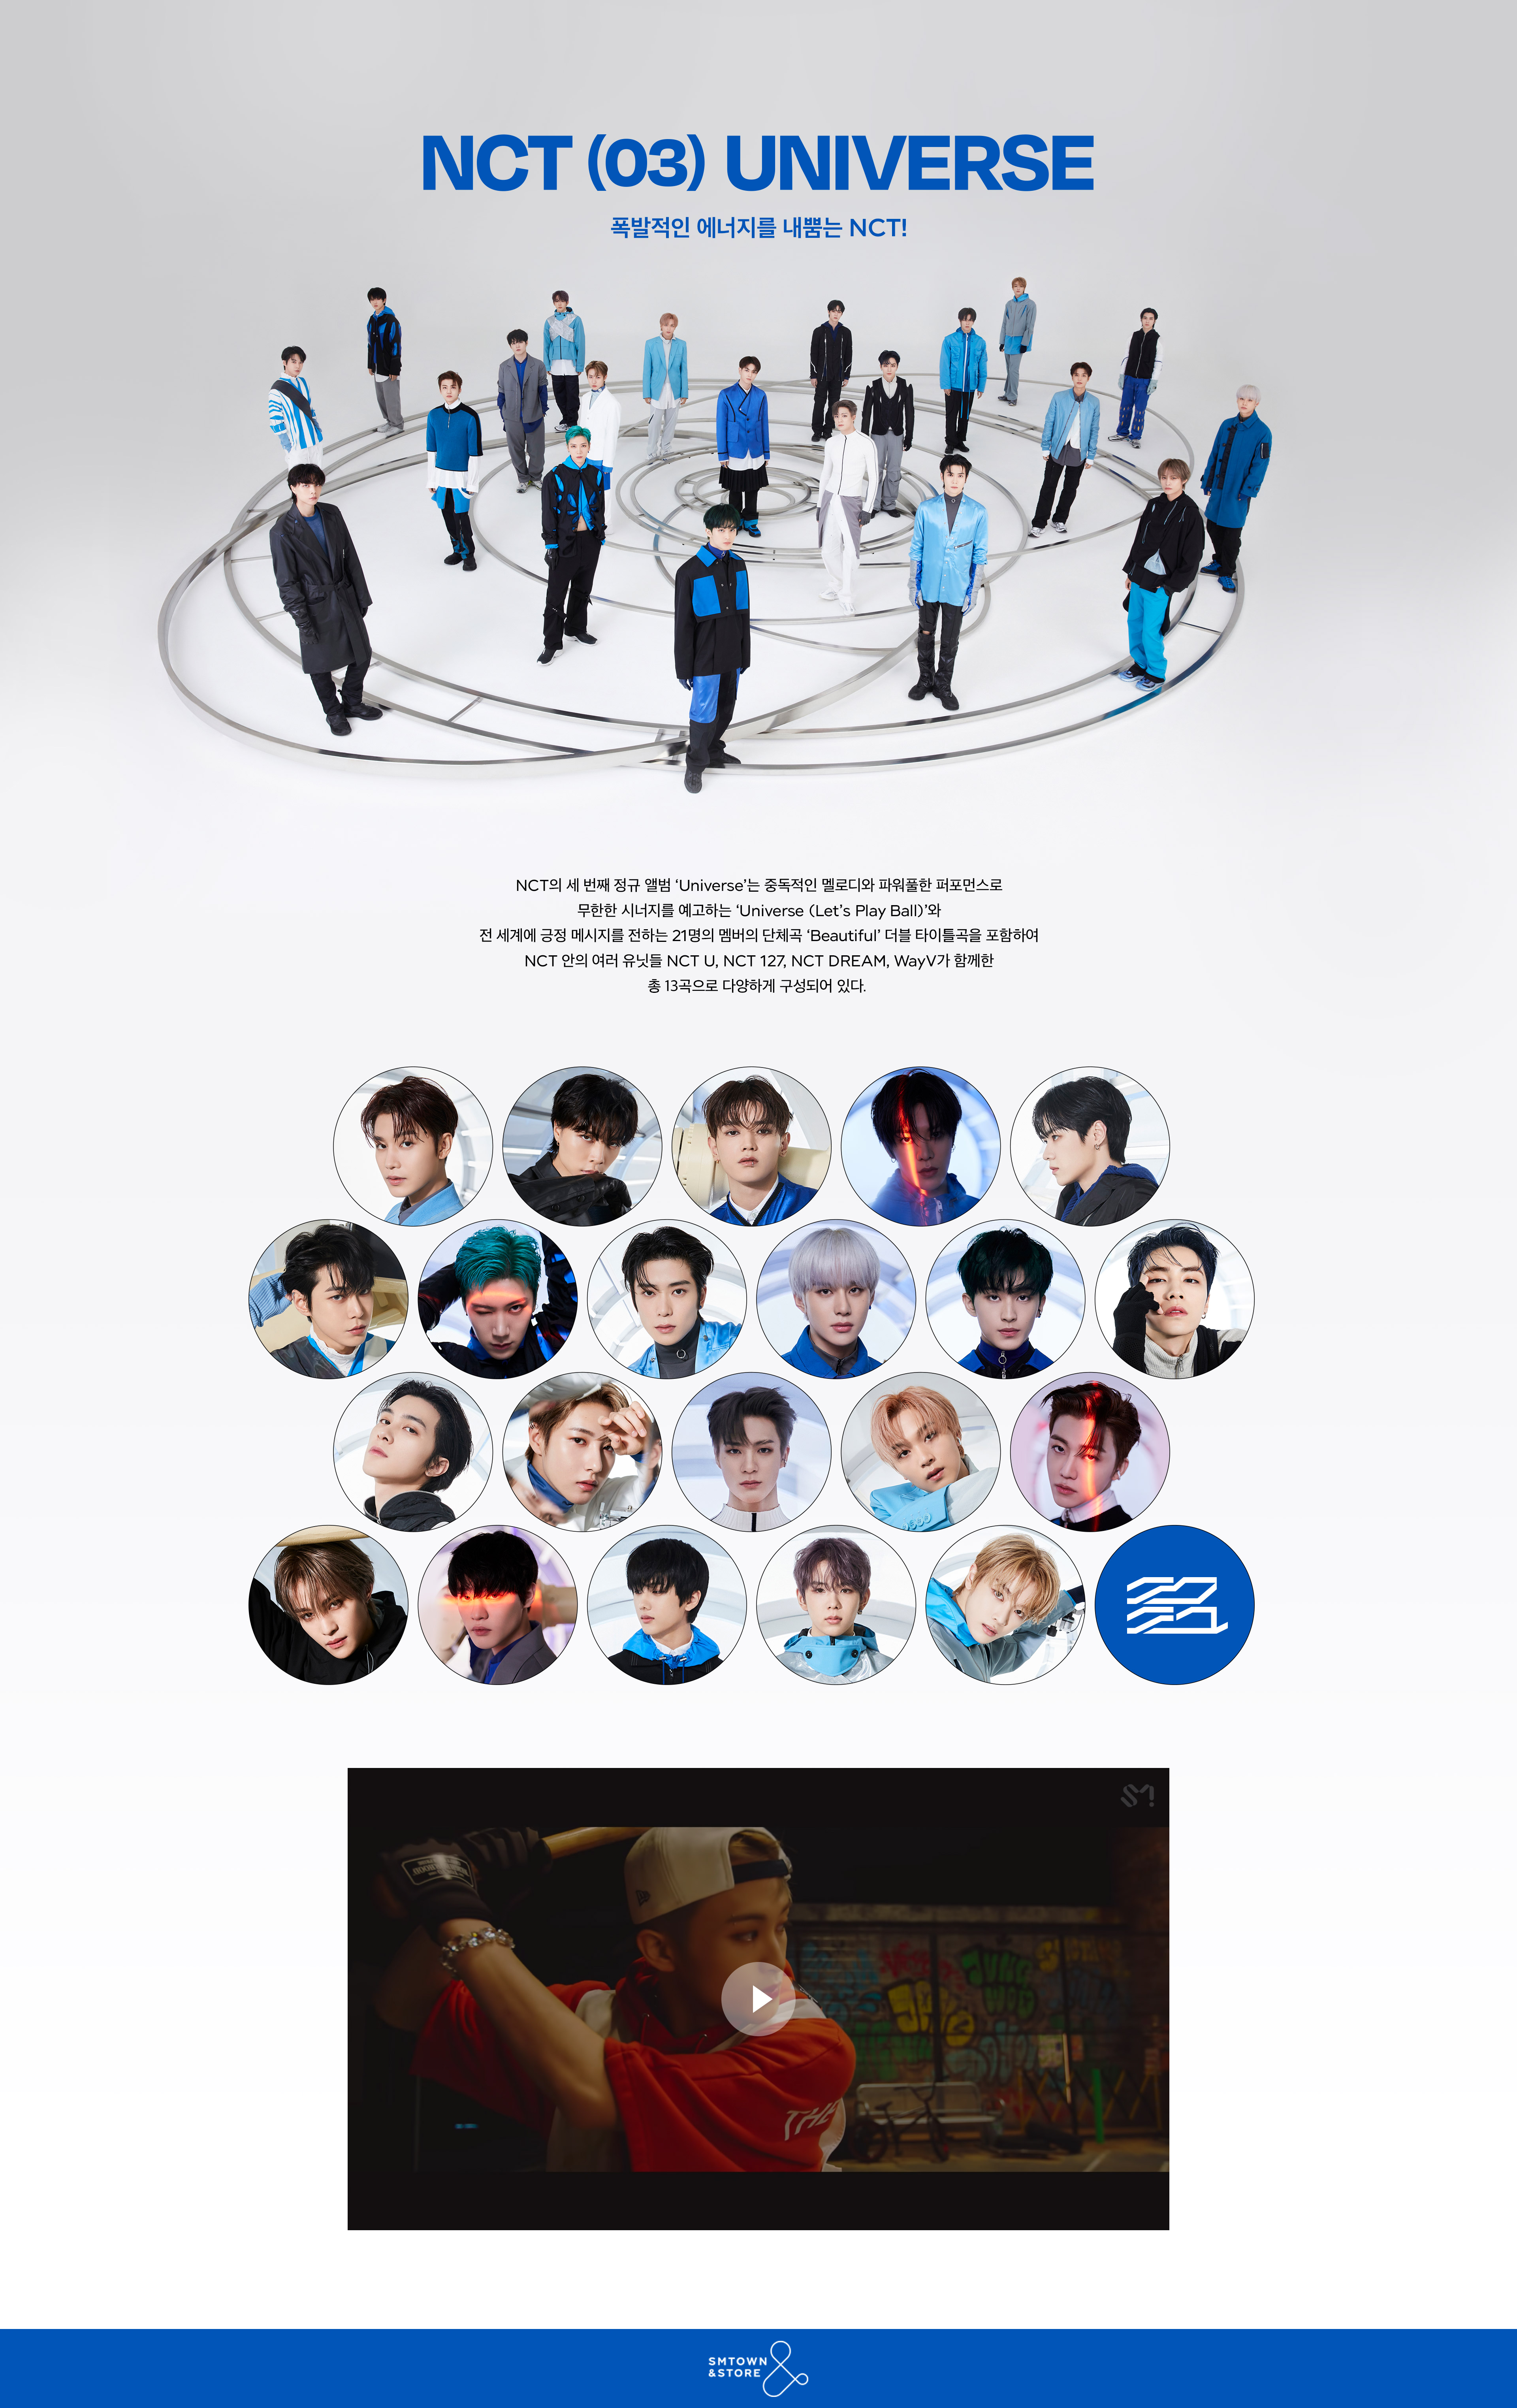 NCT (03) UNIVERSE
폭발적인 에너지를 내뿜는 NCT!
NCT의 세 번째 정규 앨범 ‘Universe’는 중독적인 멜로디와 파워풀한 퍼포먼스로
무한한 시너지를 예고하는 ‘Universe (Let’s Play Ball)’와
전 세계에 긍정 메시지를 전하는 21명의 멤버의 단체곡 ‘Beautiful’ 더블 타이틀곡을 포함하여
NCT 안의 여러 유닛들 NCT U, NCT 127, NCT DREAM, WayV가 함께한
총 13곡으로 다양하게 구성되어 있다.
SM!
THE
SMTOWN
&STORE